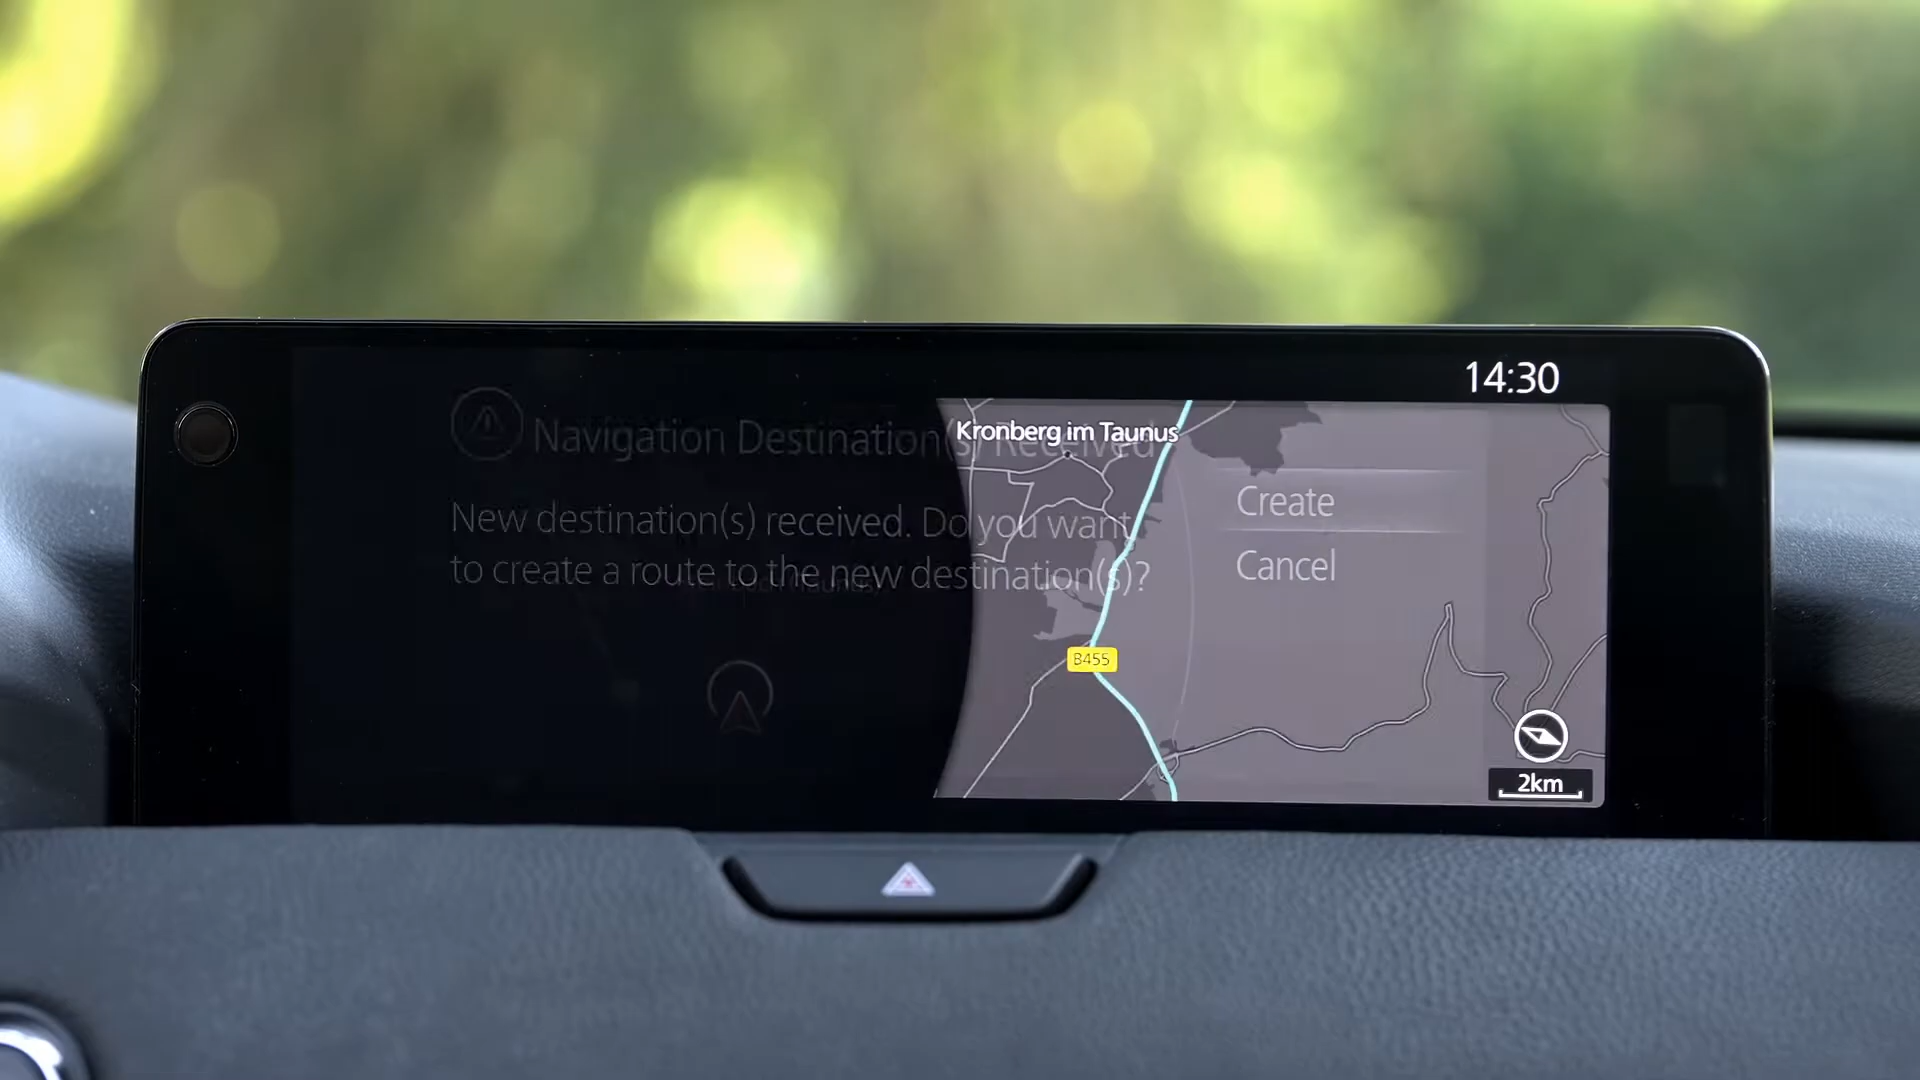 14:30
Navigation Destination(s) Received
Kronberg im Taunus
New destination(s) received. Do you want
to create a route to the new destination(s)?
Create
Cancel
B455
2km